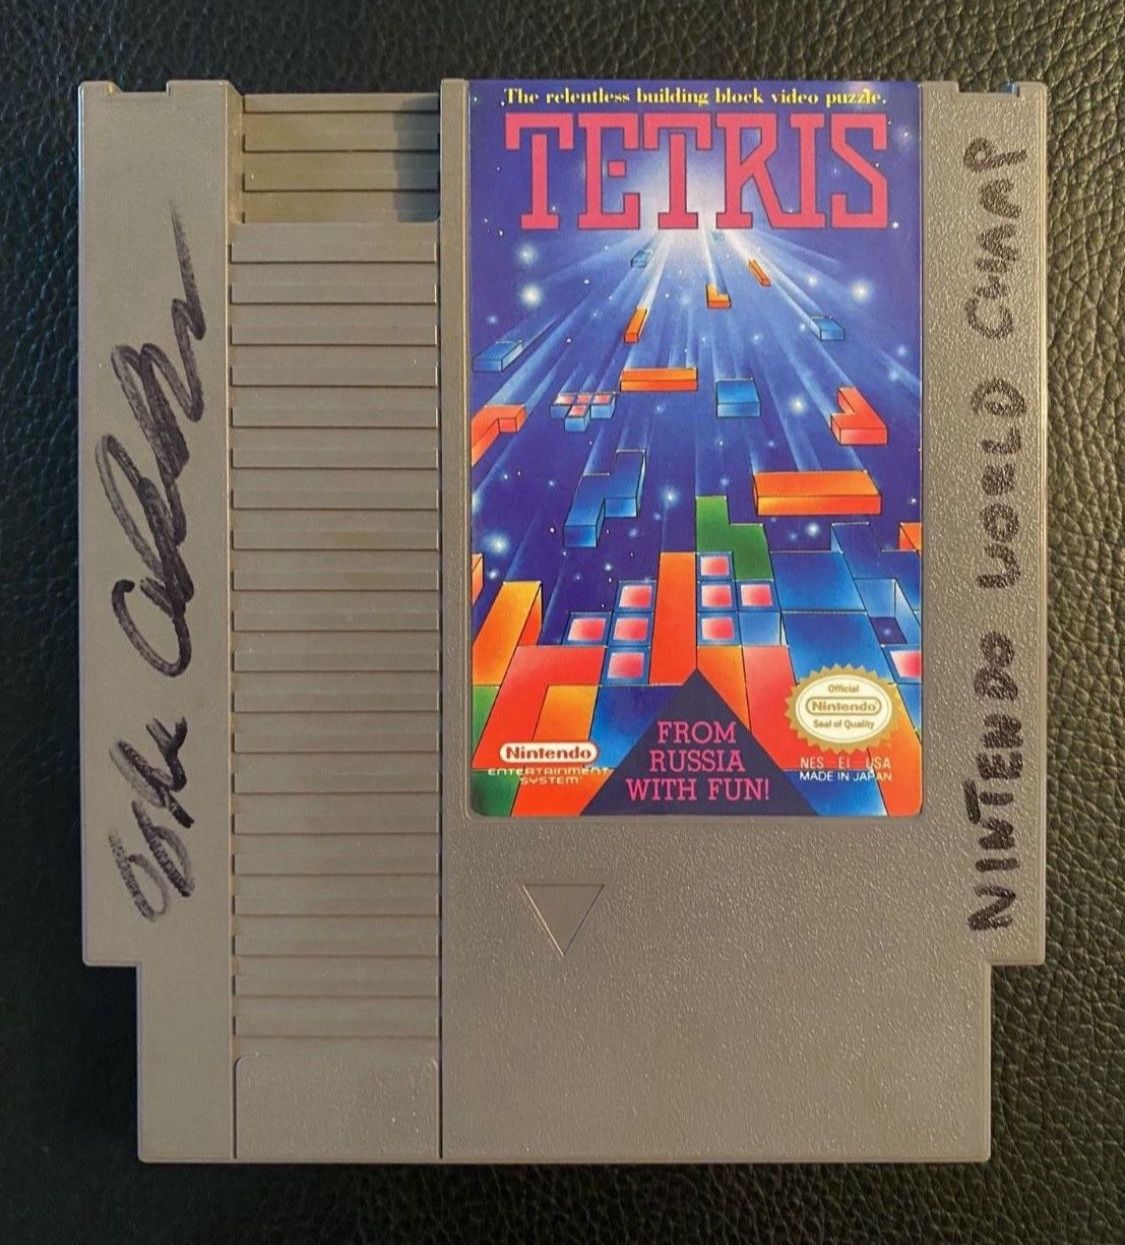 The relentless building block video puzzle.
TETRIS
FROM
RUSSIA
WITH FUN!
Nintendo
ENTERTAINMENT
SYSTEM
Official
Nintendo
Seal of Quality
NES EI USA
MADE IN JAPAN
NINTENDO WORLD CHAMP